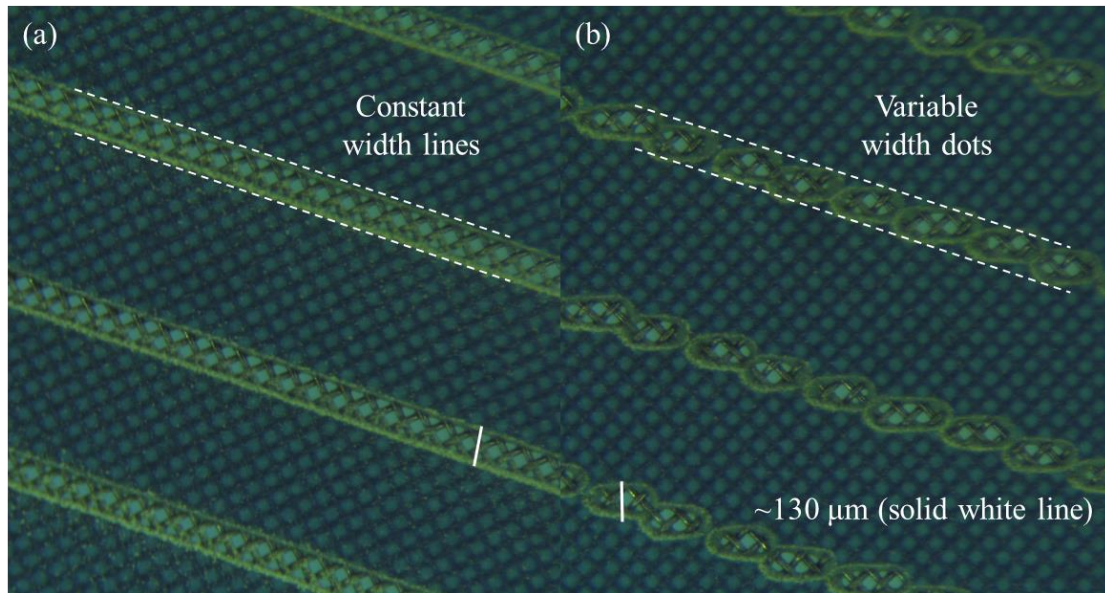 (a)
Constant
width lines
(b)
Variable
width dots
~130 μm (solid white line)